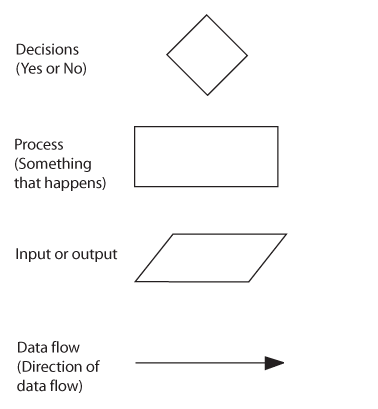 Decisions
(Yes or No)
Process
(Something
that happens)
Input or output
Data flow
(Direction of
data flow)